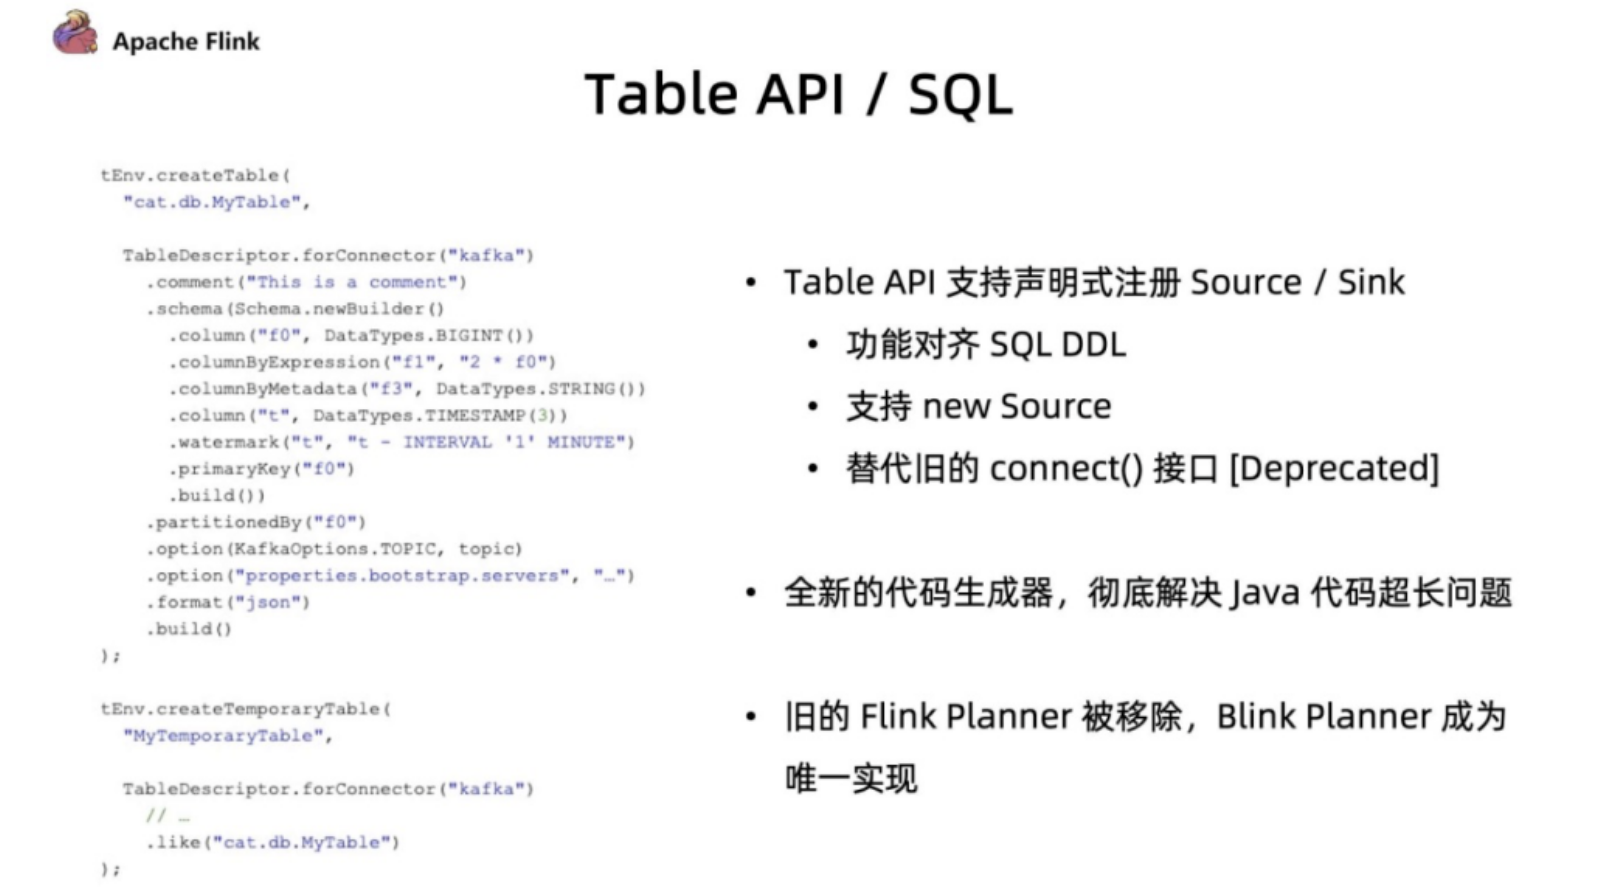 Apache Flink
Table API / SQL
tEnv.createTable(
"cat.db.MyTable",
TableDescriptor.forConnector("kafka")
.comment("This is a comment")
.schema(Schema.newBuilder()
.column("f0", DataTypes.BIGINT())
.columnByExpression("f1", "2 * f0")
.columnByMetadata("f3", DataTypes.STRING())
.column("t", DataTypes.TIMESTAMP(3))
.watermark("t", "t - INTERVAL '1' MINUTE")
.primaryKey("f0")
.build())
.partitionedBy("f0")
.option(KafkaOptions.TOPIC, topic)
.option("properties.bootstrap.servers", "…")
.format("json")
.build()
);
tEnv.createTemporaryTable(
"MyTemporaryTable",
TableDescriptor.forConnector("kafka")
// …
.like("cat.db.MyTable")
);
• Table API 支持声明式注册 Source / Sink
• 功能对齐 SQL DDL
• 支持 new Source
• 替代旧的 connect() 接口 [Deprecated]
• 全新的代码生成器，彻底解决 Java 代码超长问题
• 旧的 Flink Planner 被移除，Blink Planner 成为
唯一实现